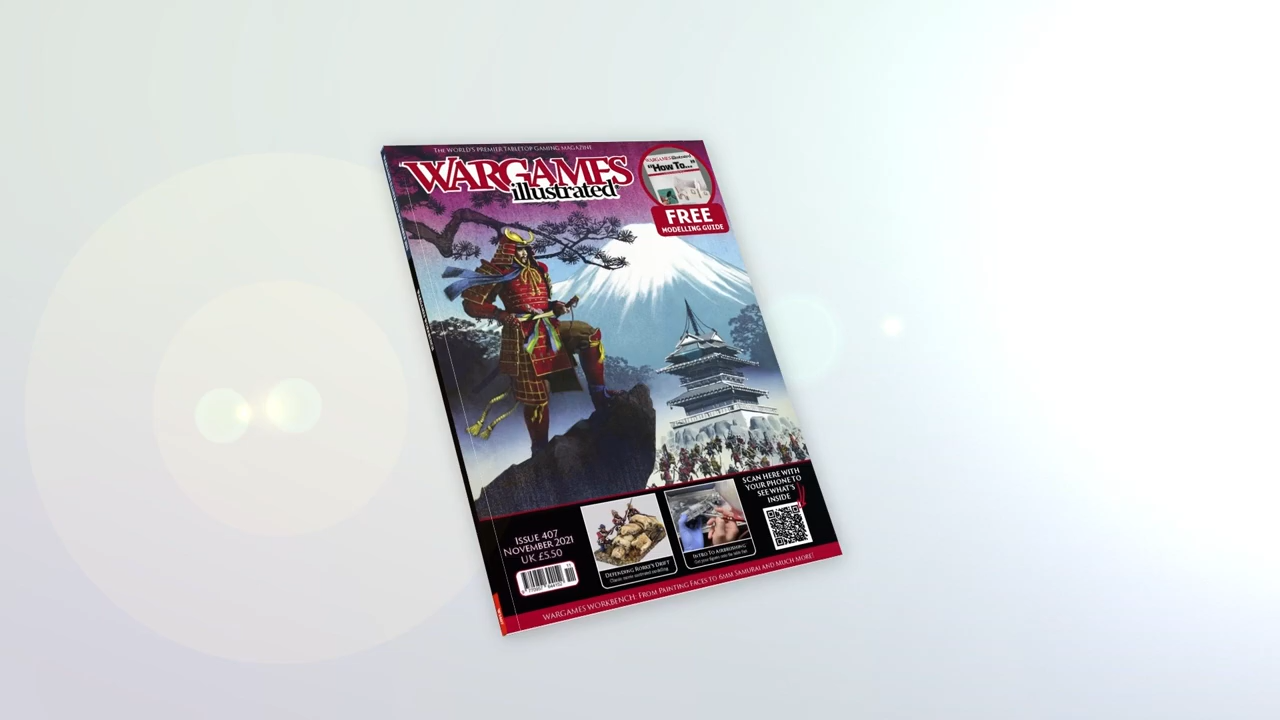 THE WORLD'S PREMIER TABLETOP GAMING MAGAZINE
WARGAMES
illustrated
WARGAMES illustrated
"How To..."
FREE
MODELLING GUIDE
SCAN HERE WITH
YOUR PHONE TO
SEE WHAT'S
INSIDE
ISSUE 407
NOVEMBER 2021
UK £5.50
DEFENDING RORKE'S DRIFT
INTRO TO AIRBRUSHING
WARGAMES WORKBENCH: FROM PAINTING FACES TO 6MM SAMURAI AND MUCH MORE!